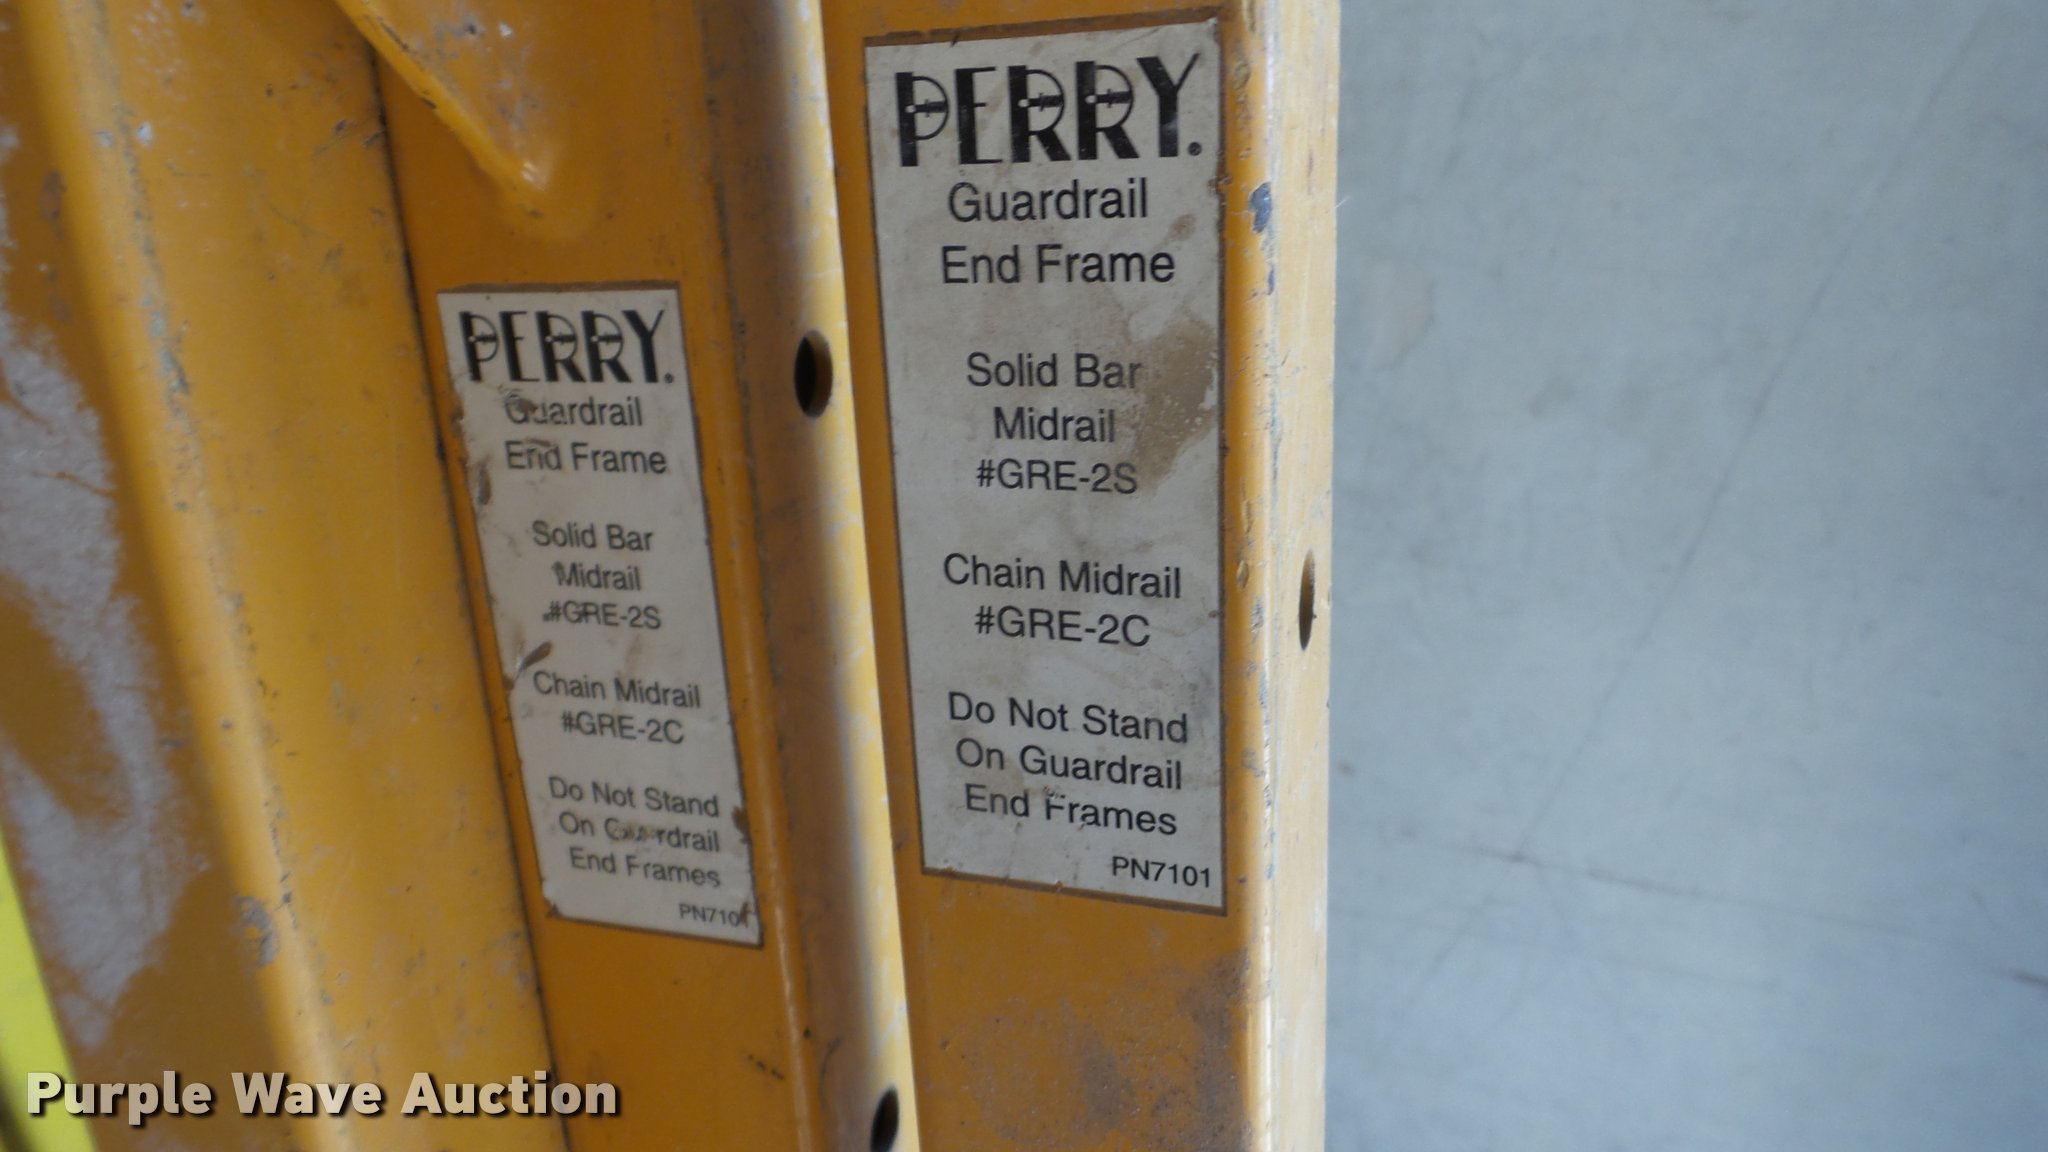 PERRY.
Guardrail
End Frame
Solid Bar
Midrail
#GRE-2S
Chain Midrail
#GRE-2C
Do Not Stand
On Guardrail
End Frames
PN7101
PERRY.
Guardrail
End Frame
Solid Bar
Midrail
#GRE-2S
Chain Midrail
#GRE-2C
Do Not Stand
On Guardrail
End Frames
PN7101
Purple Wave Auction